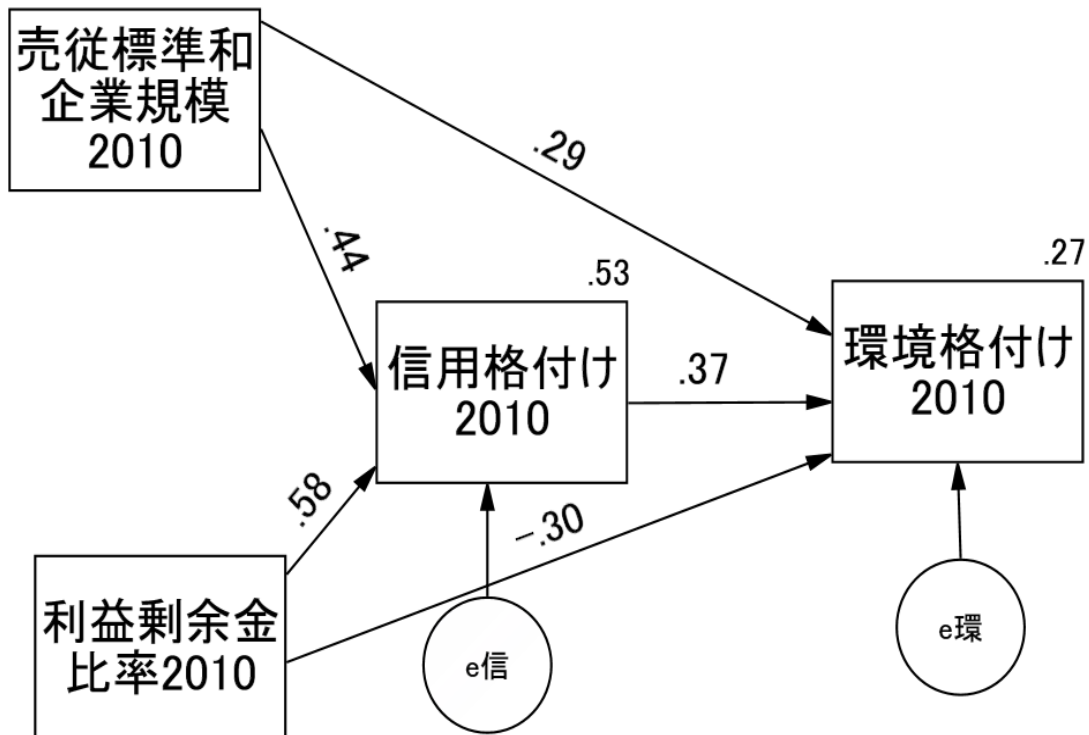 売従標準和
企業規模
2010
.29
.44
.53
.27
信用格付け
2010
.37
環境格付け
2010
.58
-.30
利益剰余金
比率2010
e信
e環